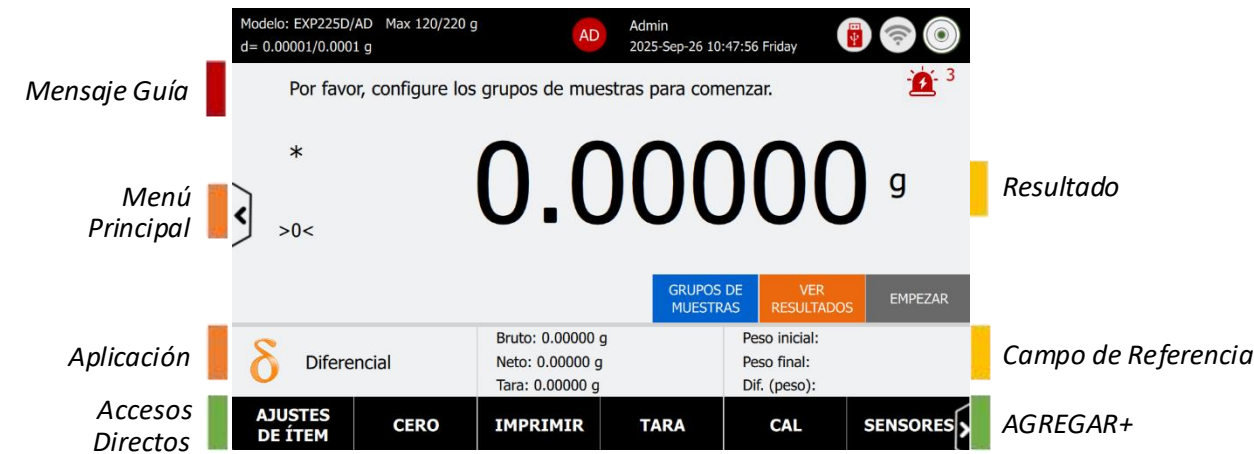 Modelo: EXP225D/AD Max 120/220 g
d= 0.00001/0.0001 g
AD
Admin
2025-Sep-26 10:47:56 Friday
Mensaje Guía
Por favor, configure los grupos de muestras para comenzar.
3
*
0.00000 g
Menú
Principal
>0<
Resultado
GRUPOS DE
MUESTRAS
VER
RESULTADOS
EMPEZAR
Aplicación
δ Diferencial
Bruto: 0.00000 g
Neto: 0.00000 g
Tara: 0.00000 g
Peso inicial:
Peso final:
Dif. (peso):
Campo de Referencia
Accesos
Directos
AJUSTES
DE ÍTEM
CERO
IMPRIMIR
TARA
CAL
SENSORES
AGREGAR+